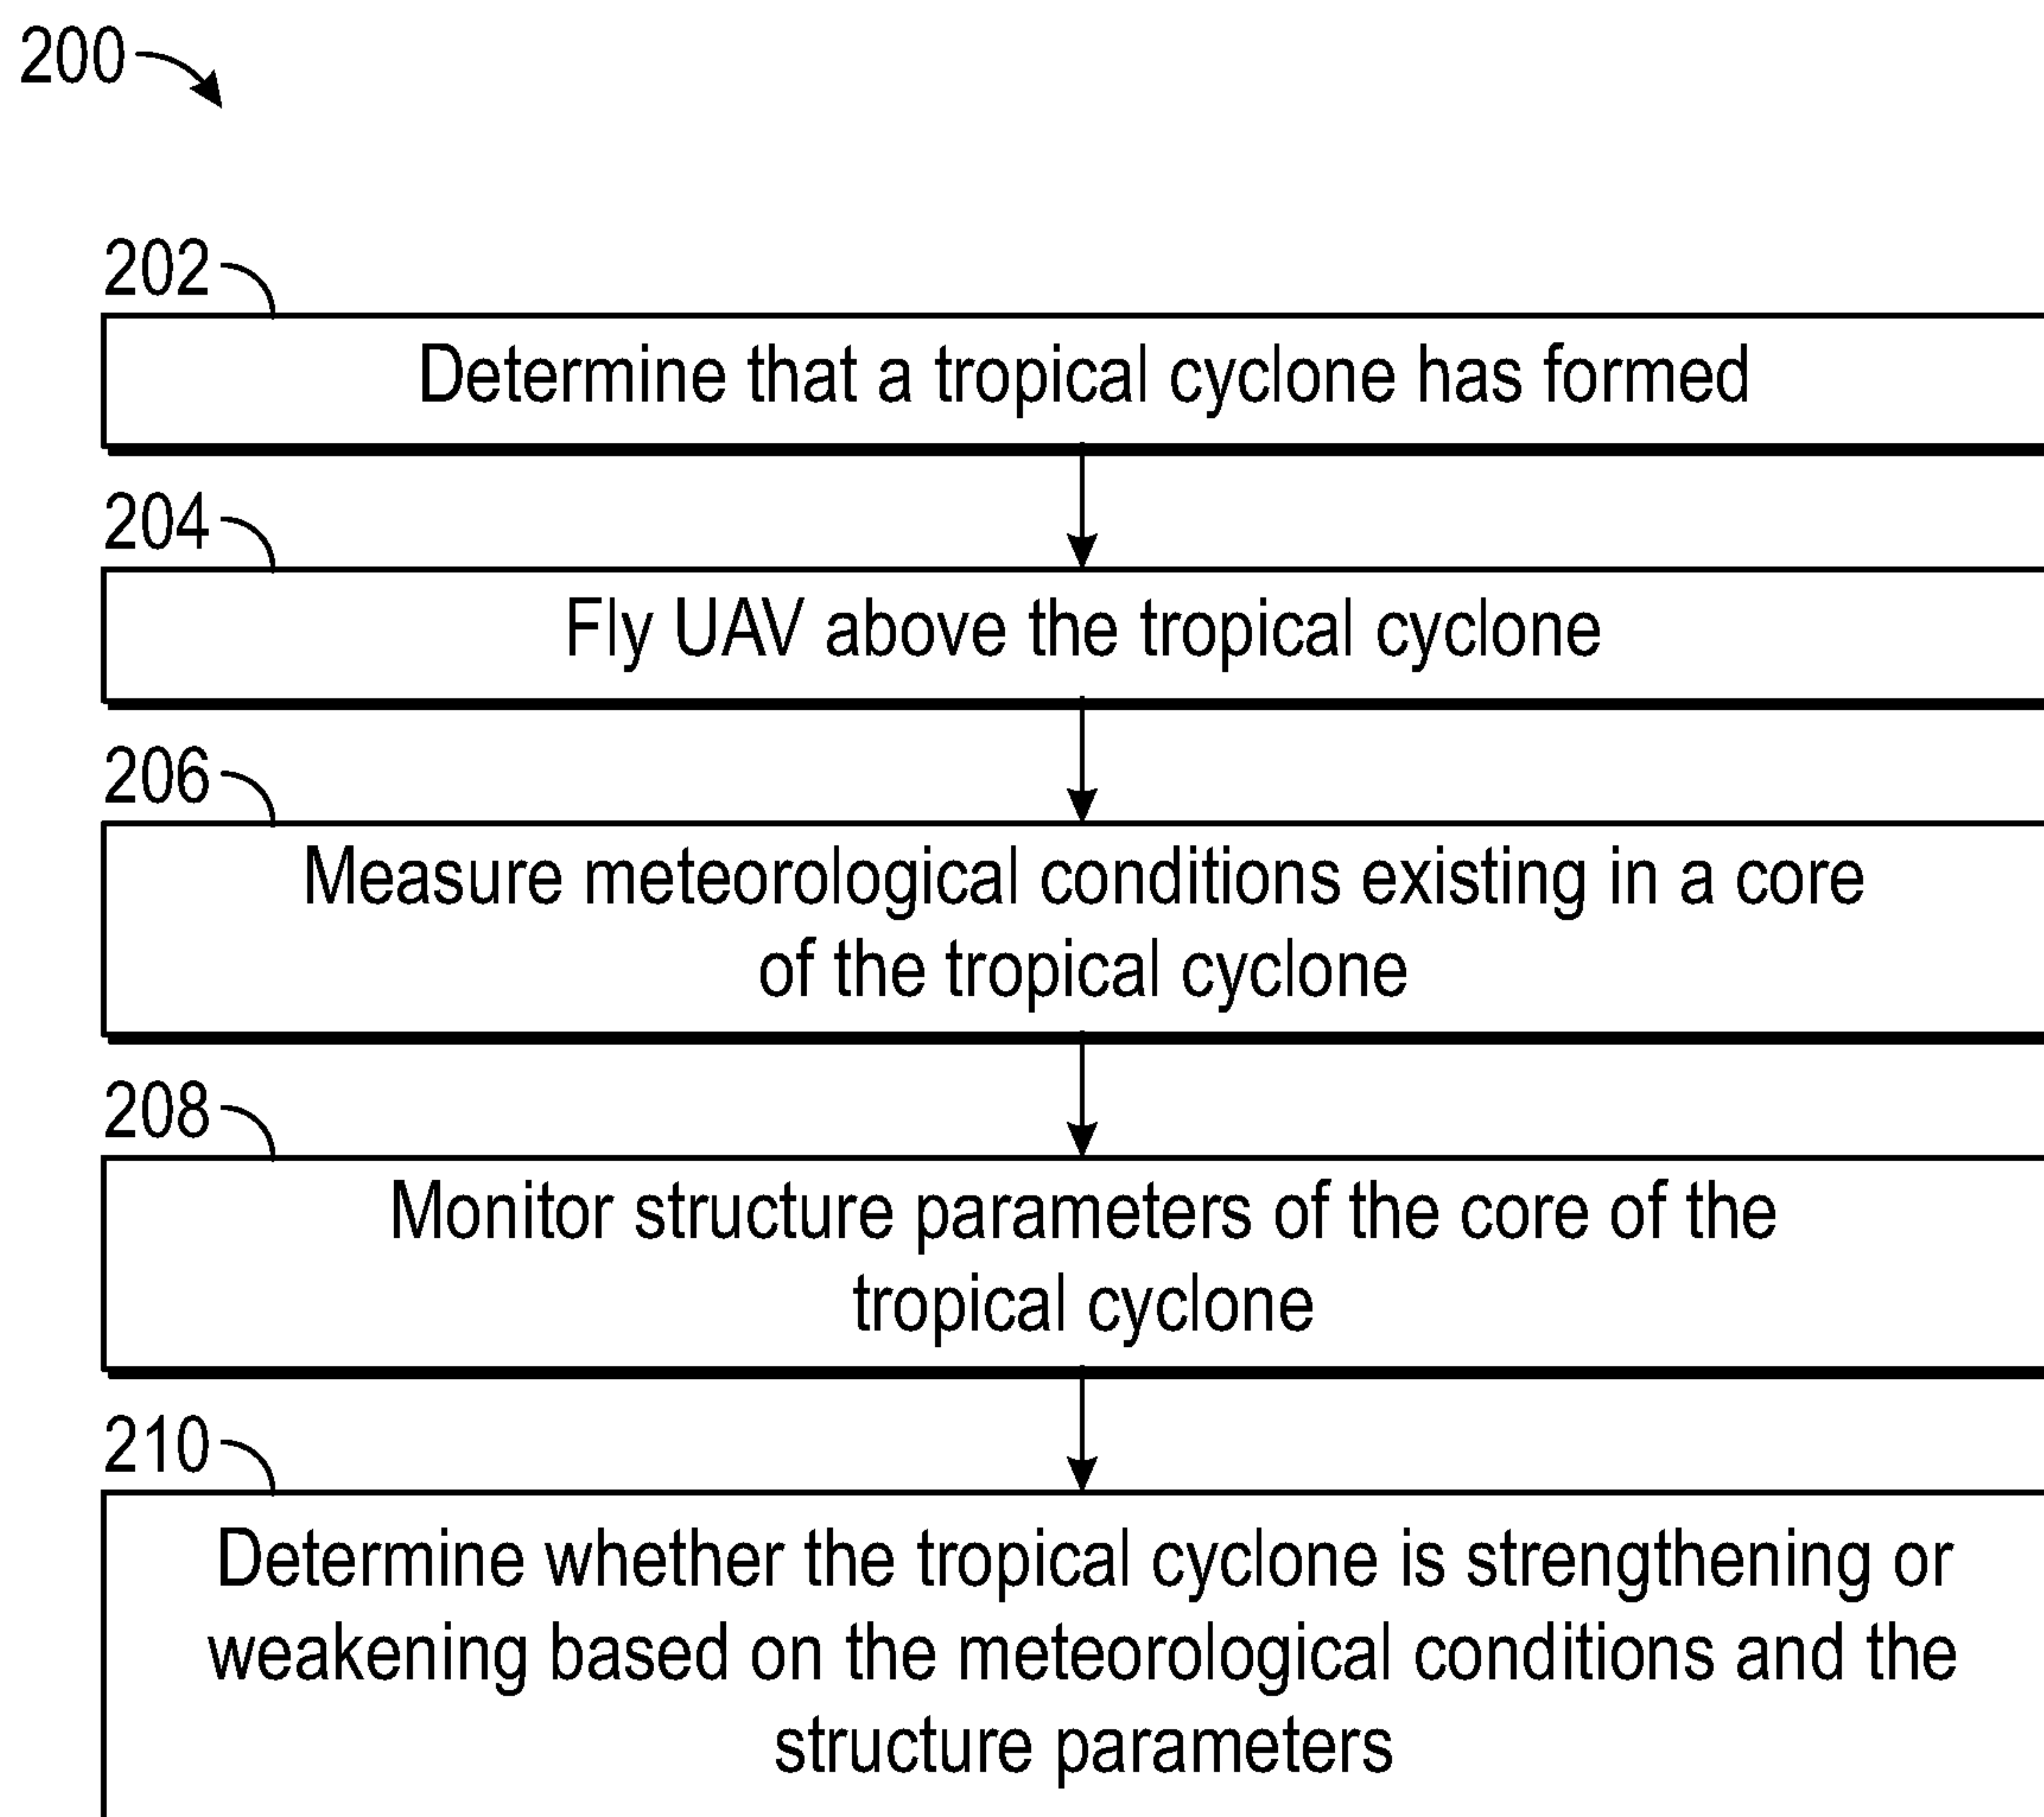 200
202
Determine that a tropical cyclone has formed
204
Fly UAV above the tropical cyclone
206
Measure meteorological conditions existing in a core
of the tropical cyclone
208
Monitor structure parameters of the core of the
tropical cyclone
210
Determine whether the tropical cyclone is strengthening or
weakening based on the meteorological conditions and the
structure parameters